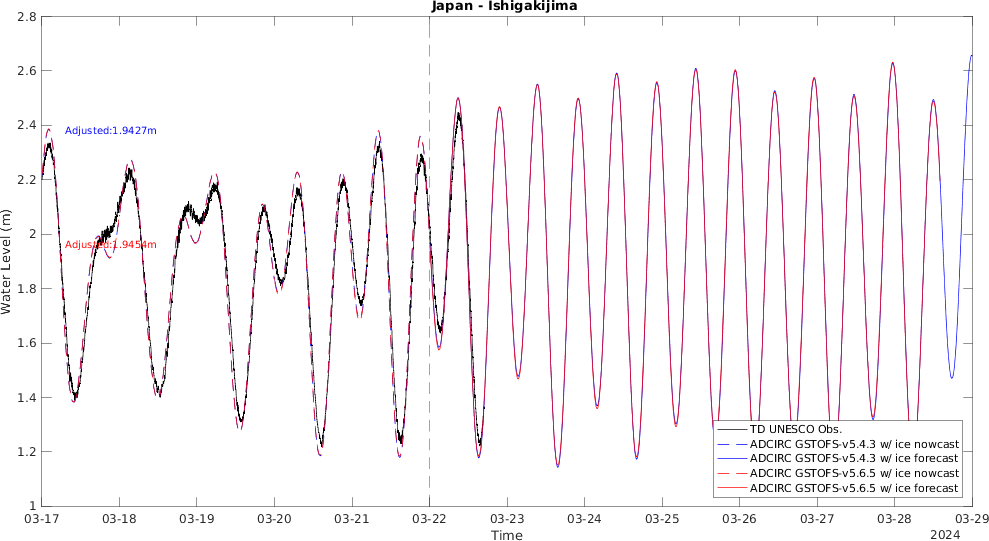 Japan - Ishigakijima
2.8
2.6
2.4
2.2
2
1.8
1.6
1.4
1.2
1
Water Level (m)
Adjusted:1.9427m
Adjusted:1.9454m
TD UNESCO Obs.
ADCIRC GSTOFS-v5.4.3 w/ ice nowcast
ADCIRC GSTOFS-v5.4.3 w/ ice forecast
ADCIRC GSTOFS-v5.6.5 w/ ice nowcast
ADCIRC GSTOFS-v5.6.5 w/ ice forecast
03-17 03-18 03-19 03-20 03-21 03-22 03-23 03-24 03-25 03-26 03-27 03-28 03-29
Time
2024